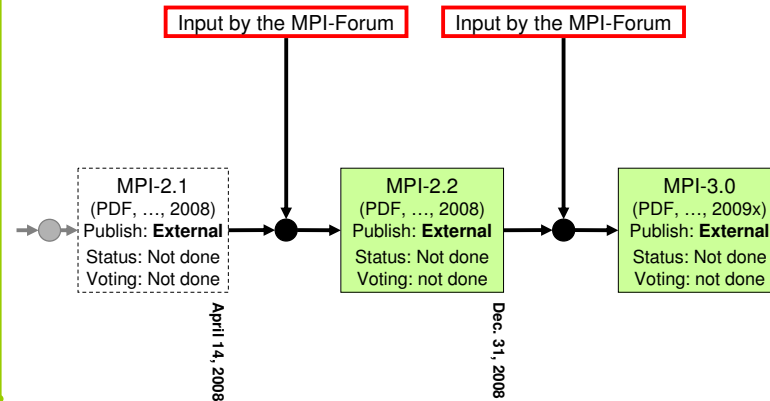 Input by the MPI-Forum
Input by the MPI-Forum
MPI-2.1
(PDF, …, 2008)
Publish: External
Status: Not done
Voting: Not done
MPI-2.2
(PDF, …, 2008)
Publish: External
Status: Not done
Voting: not done
MPI-3.0
(PDF, …, 2009x)
Publish: External
Status: Not done
Voting: not done
April 14, 2008
Dec. 31, 2008